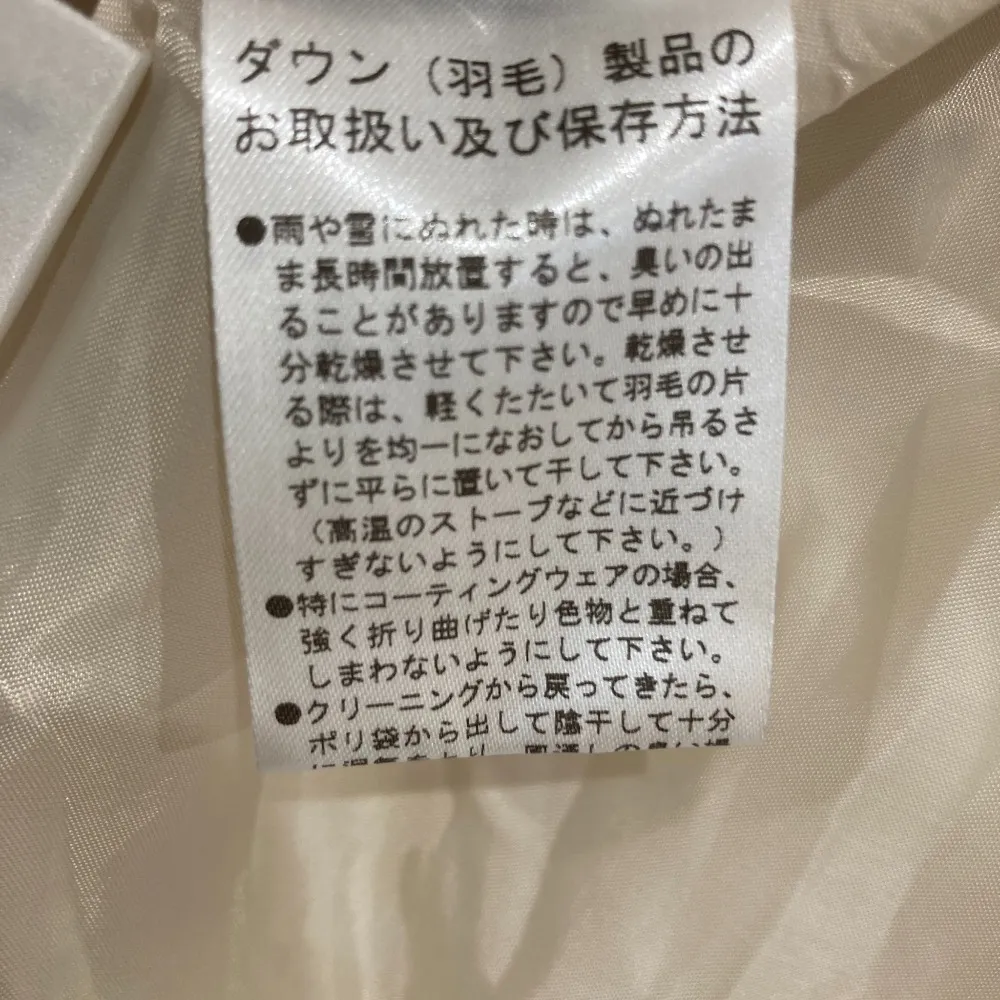 ダウン（羽毛）製品の
お取扱い及び保存方法
●雨や雪にぬれた時は、ぬれたま
ま長時間放置すると、臭いの出
ることがありますので早めに十
分乾燥させて下さい。乾燥させ
る際は、軽くたたいて羽毛の片
よりを均一になおしてから吊るさ
ずに平らに置いて干して下さい。
（高温のストーブなどに近づけ
すぎないようにして下さい。）
●特にコーティングウェアの場合、
強く折り曲げたり色物と重ねて
しまわないようにして下さい。
●クリーニングから戻ってきたら、
ポリ袋から出して陰干して十分